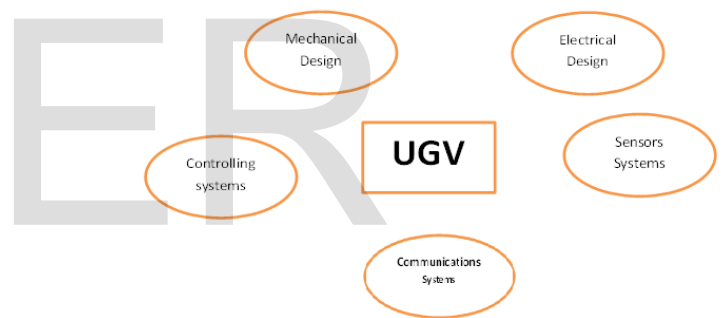 ER
Mechanical
Design
Electrical
Design
UGV
Sensors
Systems
Controlling
systems
Communications
Systems